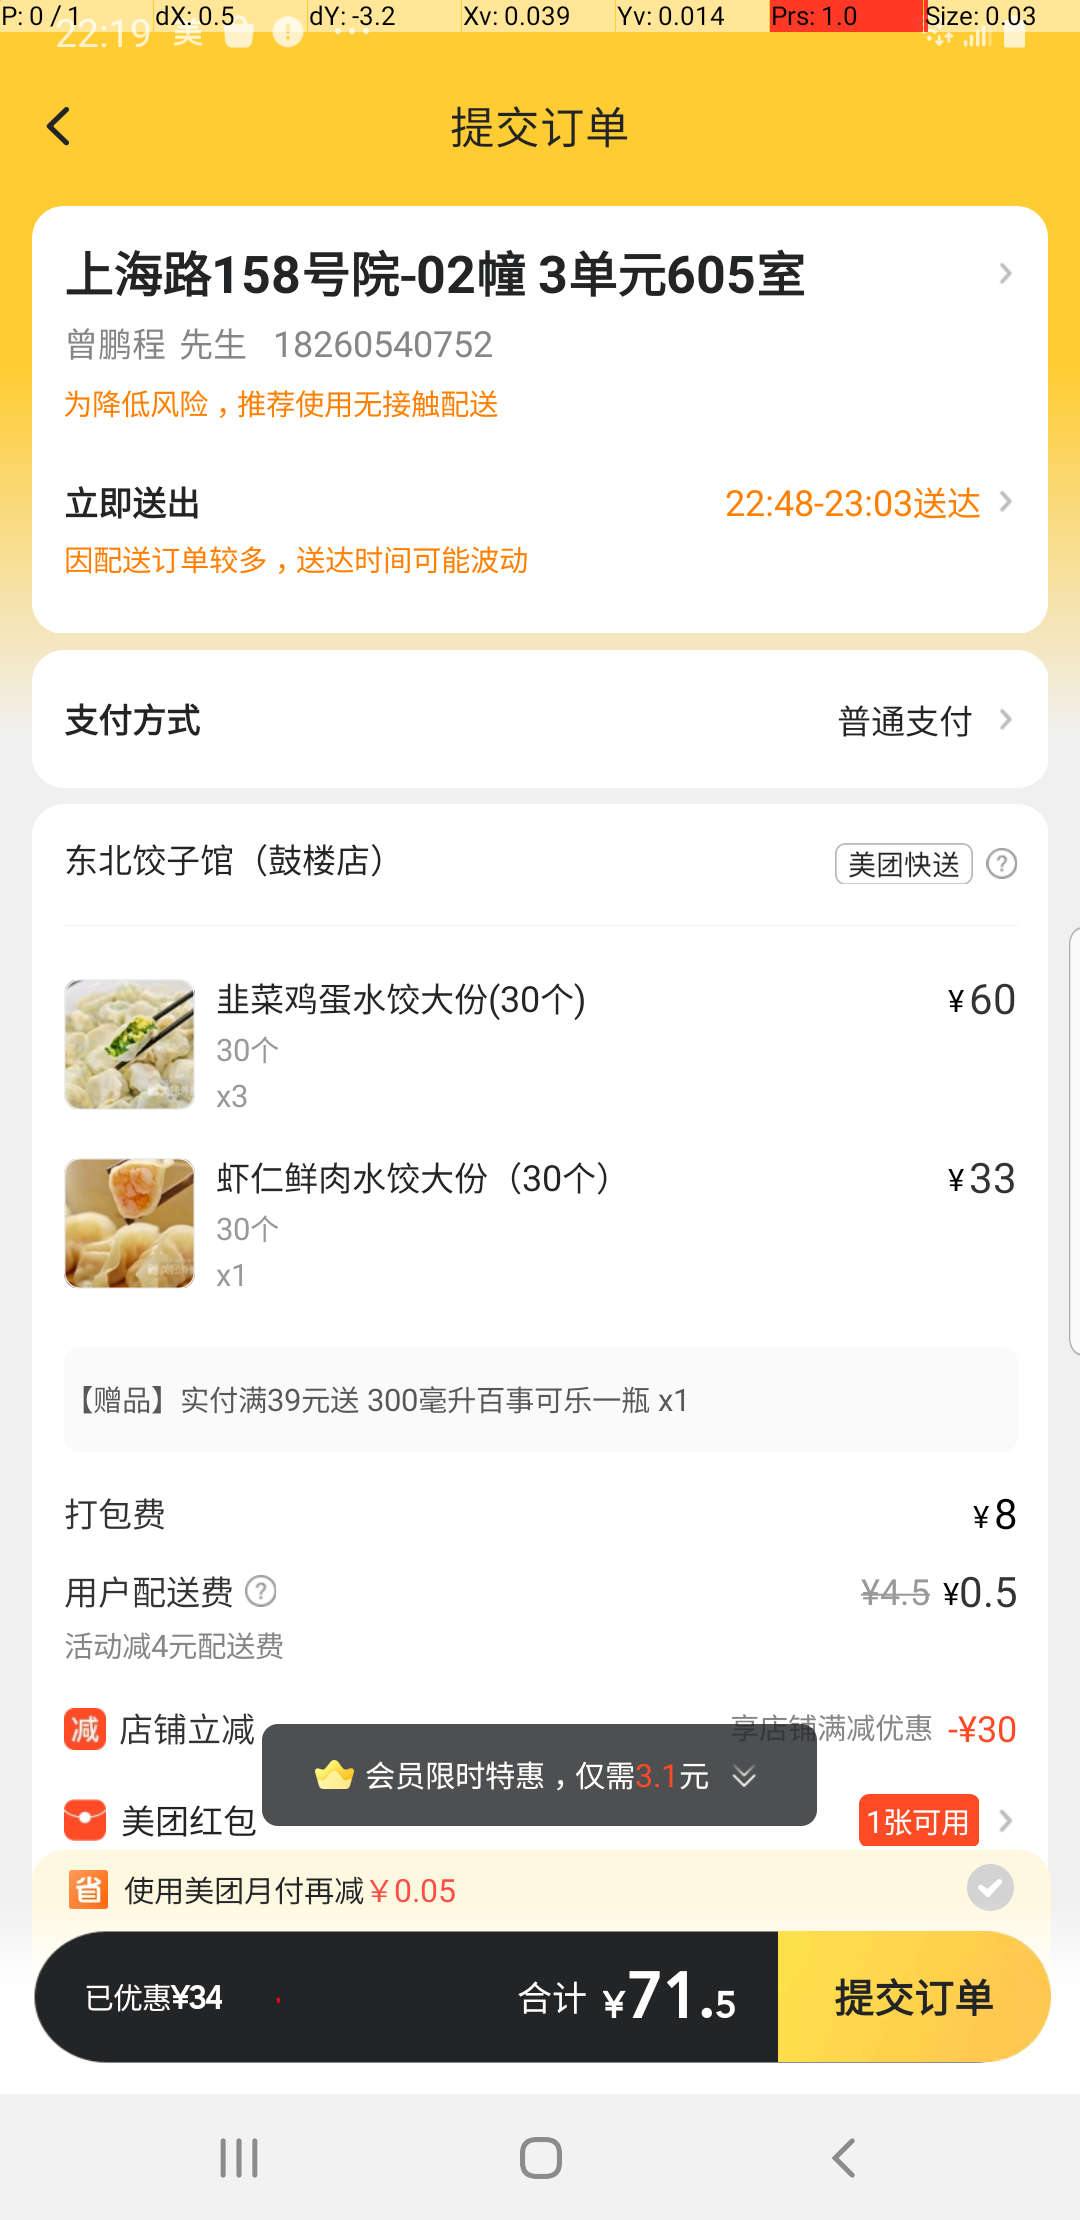 P: 0 / 1 dX: 0.5 dY: -3.2 Xv: 0.039 Yv: 0.014 Prs: 1.0 Size: 0.03
22:19 美
提交订单
上海路158号院-02幢 3单元605室
曾鹏程 先生 18260540752
为降低风险，推荐使用无接触配送
立即送出 22:48-23:03送达
因配送订单较多，送达时间可能波动
支付方式 普通支付
东北饺子馆（鼓楼店） 美团快送 ?
韭菜鸡蛋水饺大份(30个) ¥60
30个
x3
虾仁鲜肉水饺大份（30个） ¥33
30个
x1
【赠品】实付满39元送 300毫升百事可乐一瓶 x1
打包费 ¥8
用户配送费 ? ¥4.5 ¥0.5
活动减4元配送费
减 店铺立减 享店铺满减优惠 -¥30
会员限时特惠，仅需3.1元
美团红包 1张可用
省 使用美团月付再减¥0.05
已优惠¥34 合计 ¥71.5 提交订单